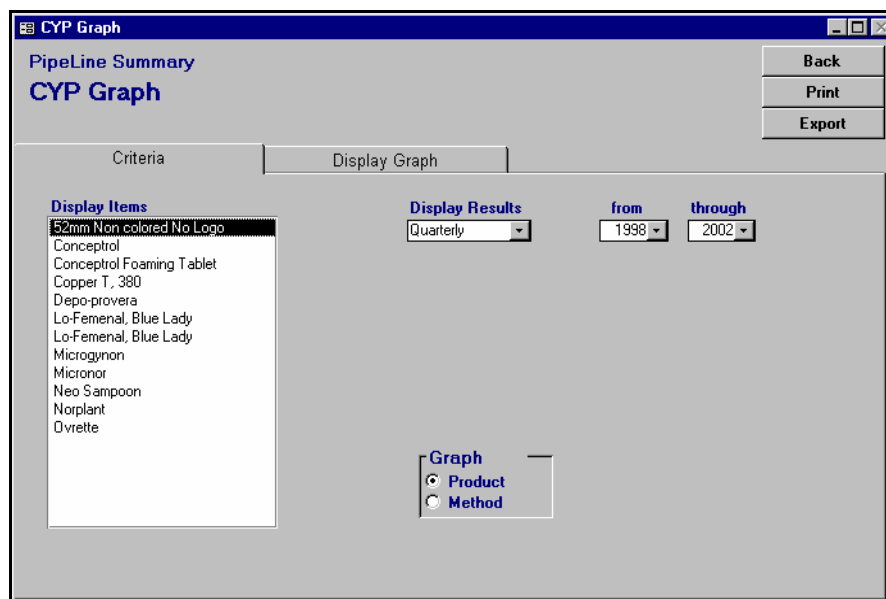 CYP Graph
PipeLine Summary
CYP Graph
Back
Print
Export
Criteria
Display Graph
Display Items
52mm Non colored No Logo
Conceptrol
Conceptrol Foaming Tablet
Copper T, 380
Depo-provera
Lo-Femenal, Blue Lady
Lo-Femenal, Blue Lady
Microgynon
Micronor
Neo Sampoon
Norplant
Ovrette
Display Results from through
Quarterly 1998 2002
Graph
Product
Method